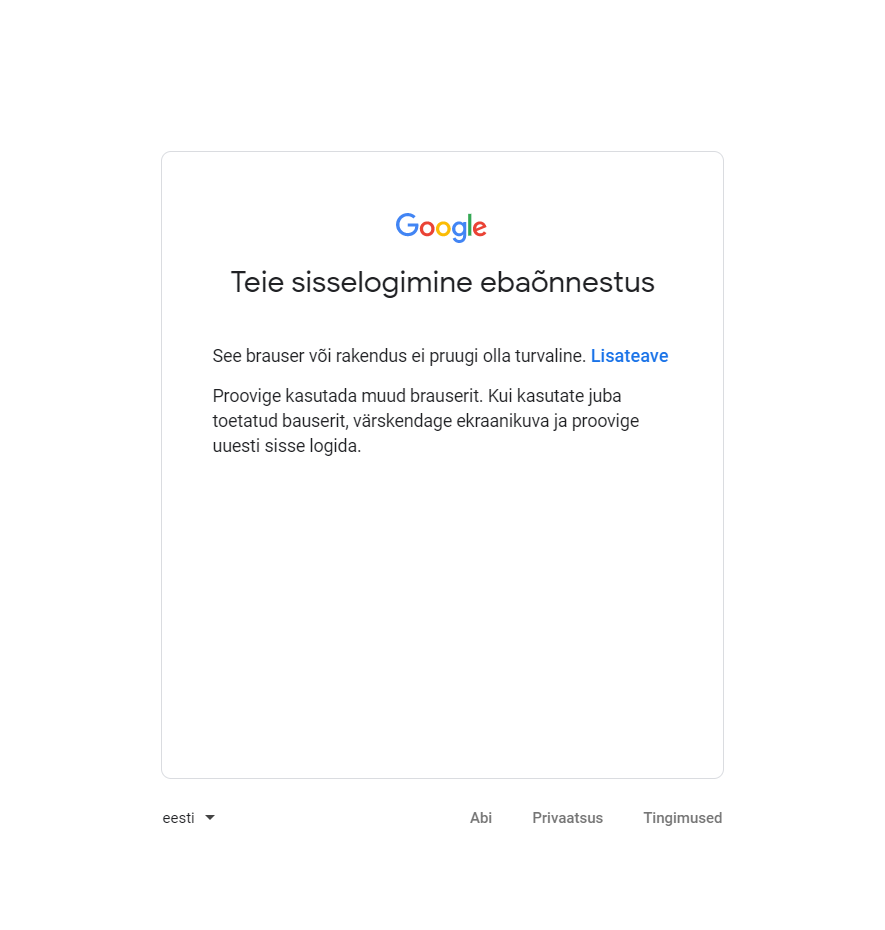 Google
Teie sisselogimine ebaõnnestus
See brauser või rakendus ei pruugi olla turvaline. Lisateave
Proovige kasutada muud brauserit. Kui kasutate juba
toetatud bauserit, värskendage ekraanikuva ja proovige
uuesti sisse logida.
eesti
Abi
Privaatsus
Tingimused